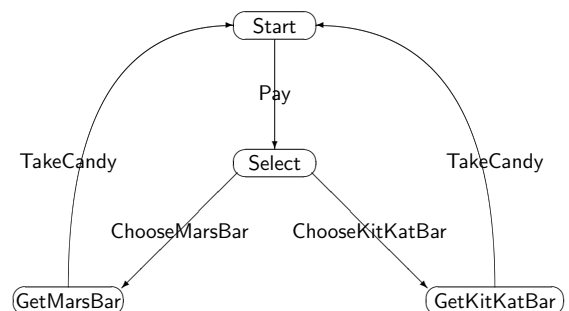 Start
Pay
TakeCandy
TakeCandy
Select
ChooseMarsBar
ChooseKitKatBar
GetMarsBar
GetKitKatBar